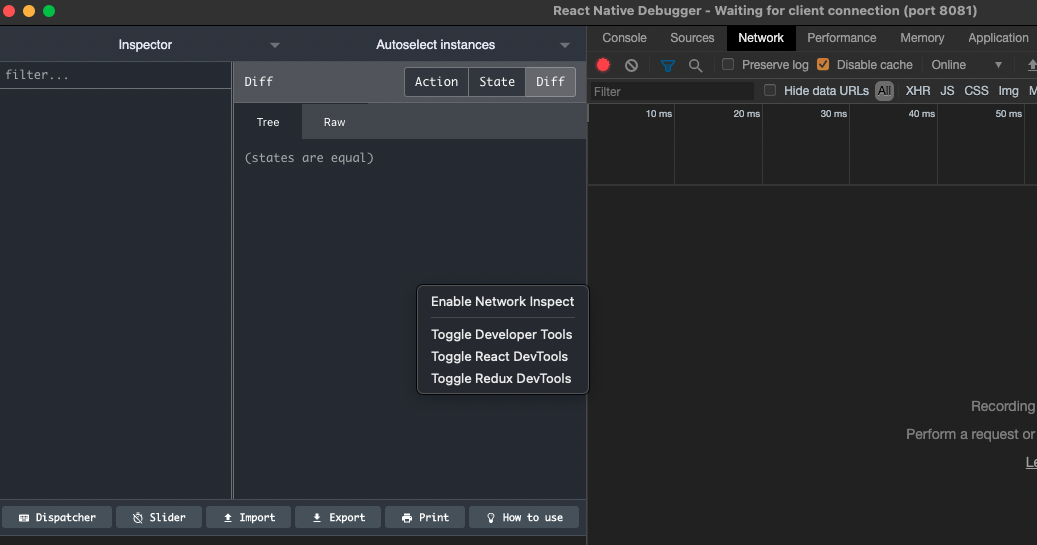 React Native Debugger - Waiting for client connection (port 8081)
Inspector
Autoselect instances
filter...
Diff
Action
State
Diff
Tree
Raw
(states are equal)
Enable Network Inspect
Toggle Developer Tools
Toggle React DevTools
Toggle Redux DevTools
Dispatcher
Slider
Import
Export
Print
How to use
Console
Sources
Network
Performance
Memory
Application
Preserve log
Disable cache
Online
Filter
Hide data URLs
All
XHR
JS
CSS
Img
M
10 ms
20 ms
30 ms
40 ms
50 ms
Recording
Perform a request or
Le